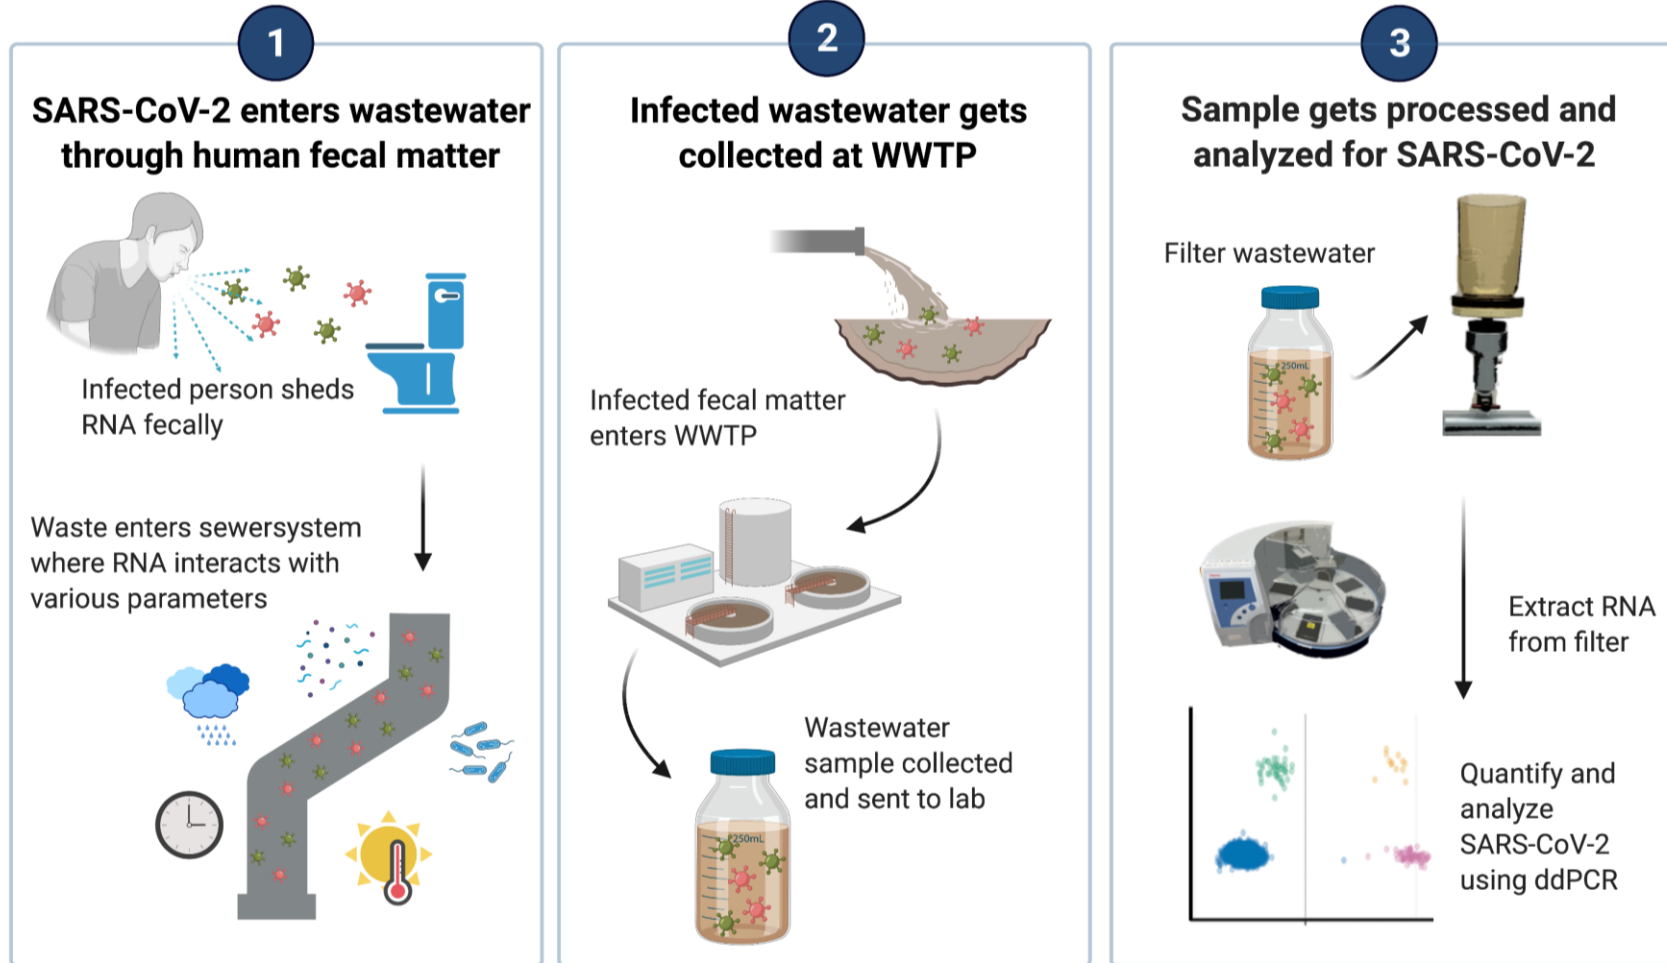 1
SARS-CoV-2 enters wastewater
through human fecal matter
Infected person sheds
RNA fecally
Waste enters sewersystem
where RNA interacts with
various parameters
2
Infected wastewater gets
collected at WWTP
Infected fecal matter
enters WWTP
Wastewater
sample collected
and sent to lab
250mL
3
Sample gets processed and
analyzed for SARS-CoV-2
Filter wastewater
250mL
Extract RNA
from filter
Quantify and
analyze
SARS-CoV-2
using ddPCR